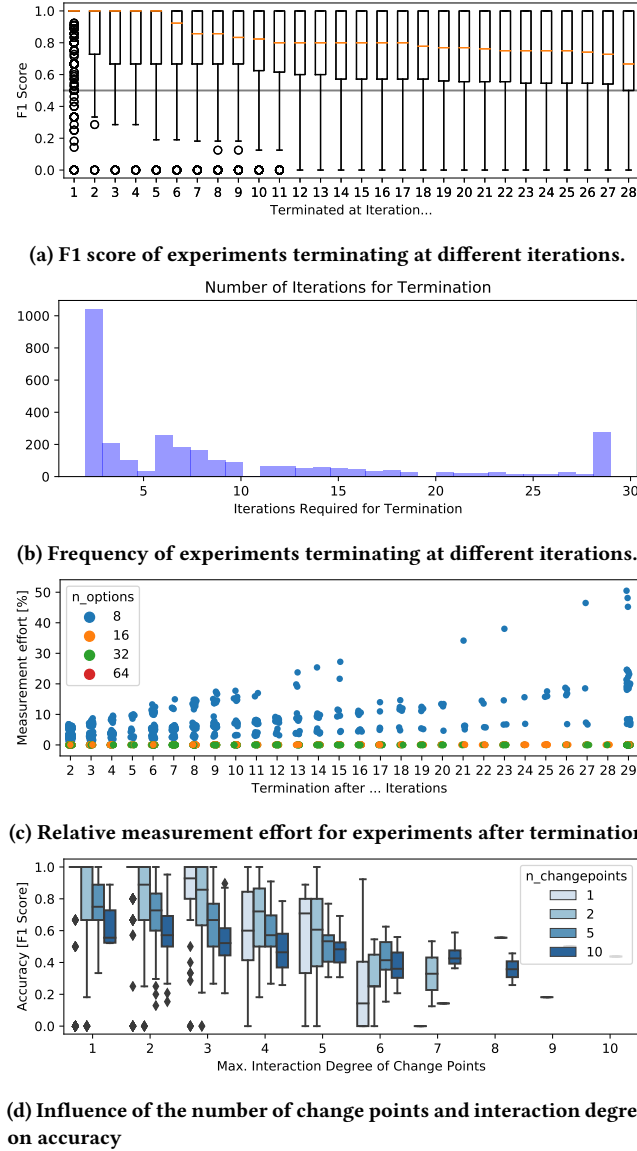 1.0
0.8
0.6
0.4
0.2
0.0
F1 Score
1 2 3 4 5 6 7 8 9 10 11 12 13 14 15 16 17 18 19 20 21 22 23 24 25 26 27 28
Terminated at Iteration...
(a) F1 score of experiments terminating at different iterations.
Number of Iterations for Termination
1000
800
600
400
200
0
5 10 15 20 25 30
Iterations Required for Termination
(b) Frequency of experiments terminating at different iterations.
50
40
30
20
10
0
Measurement effort [%]
n_options
8
16
32
64
2 3 4 5 6 7 8 9 10 11 12 13 14 15 16 17 18 19 20 21 22 23 24 25 26 27 28 29
Termination after ... Iterations
(c) Relative measurement effort for experiments after termination
1.0
0.8
0.6
0.4
0.2
0.0
Accuracy [F1 Score]
n_changepoints
1
2
5
10
1 2 3 4 5 6 7 8 9 10
Max. Interaction Degree of Change Points
(d) Influence of the number of change points and interaction degre
on accuracy